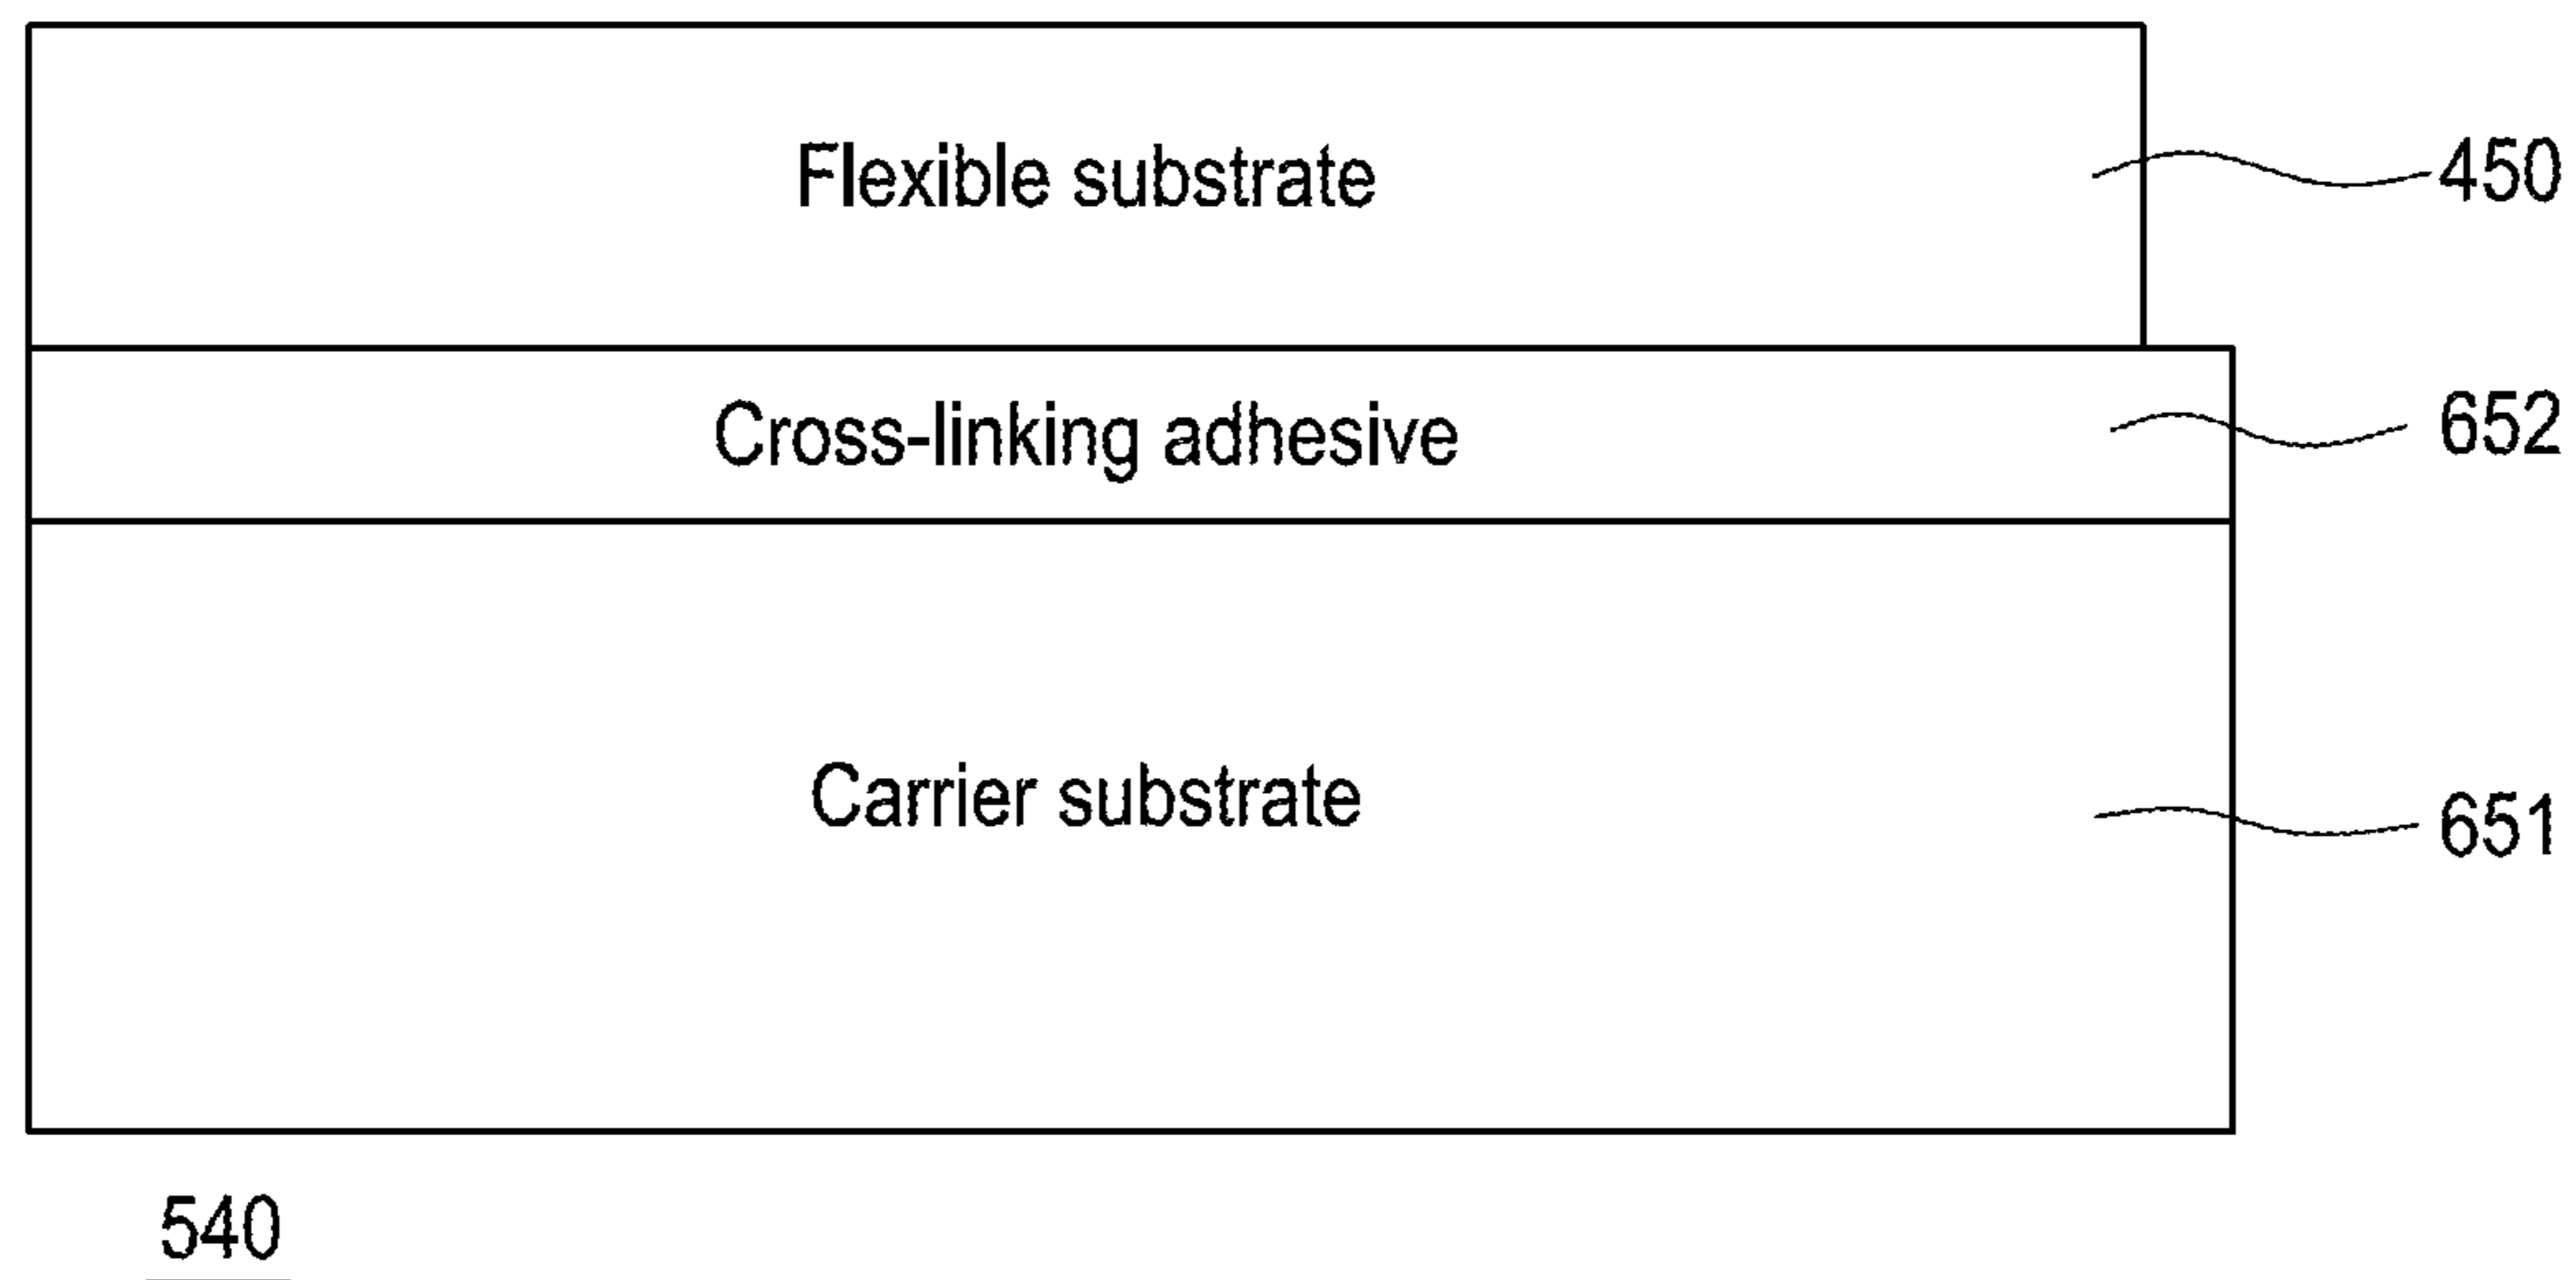 Flexible substrate 450
Cross-linking adhesive 652
Carrier substrate 651
540